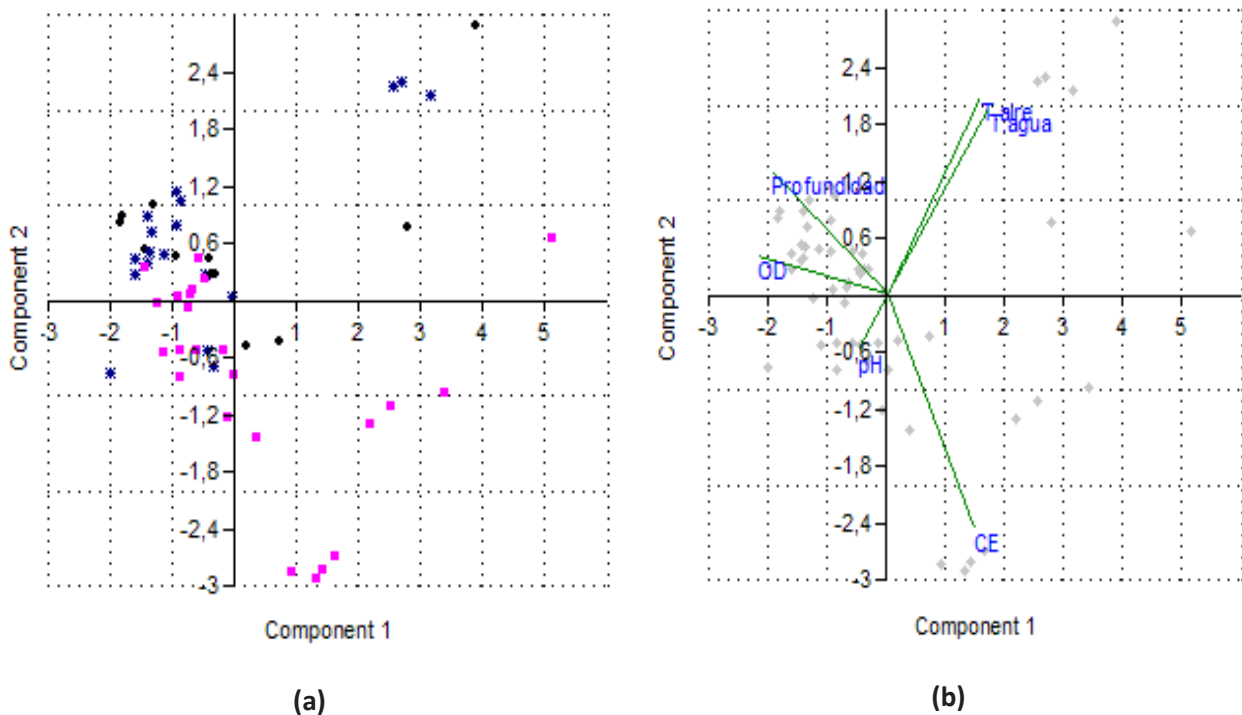 2,4
1,8
1,2
0,6
-3 -2 -1 1 2 3 4 5
-0,6
-1,2
-1,8
-2,4
-3
Component 2
Component 1
(a)
2,4
1,8
1,2
0,6
-3 -2 -1 1 2 3 4 5
-0,6
-1,2
-1,8
-2,4
-3
T aire
T agua
Profundidad
OD
pH
CE
Component 2
Component 1
(b)